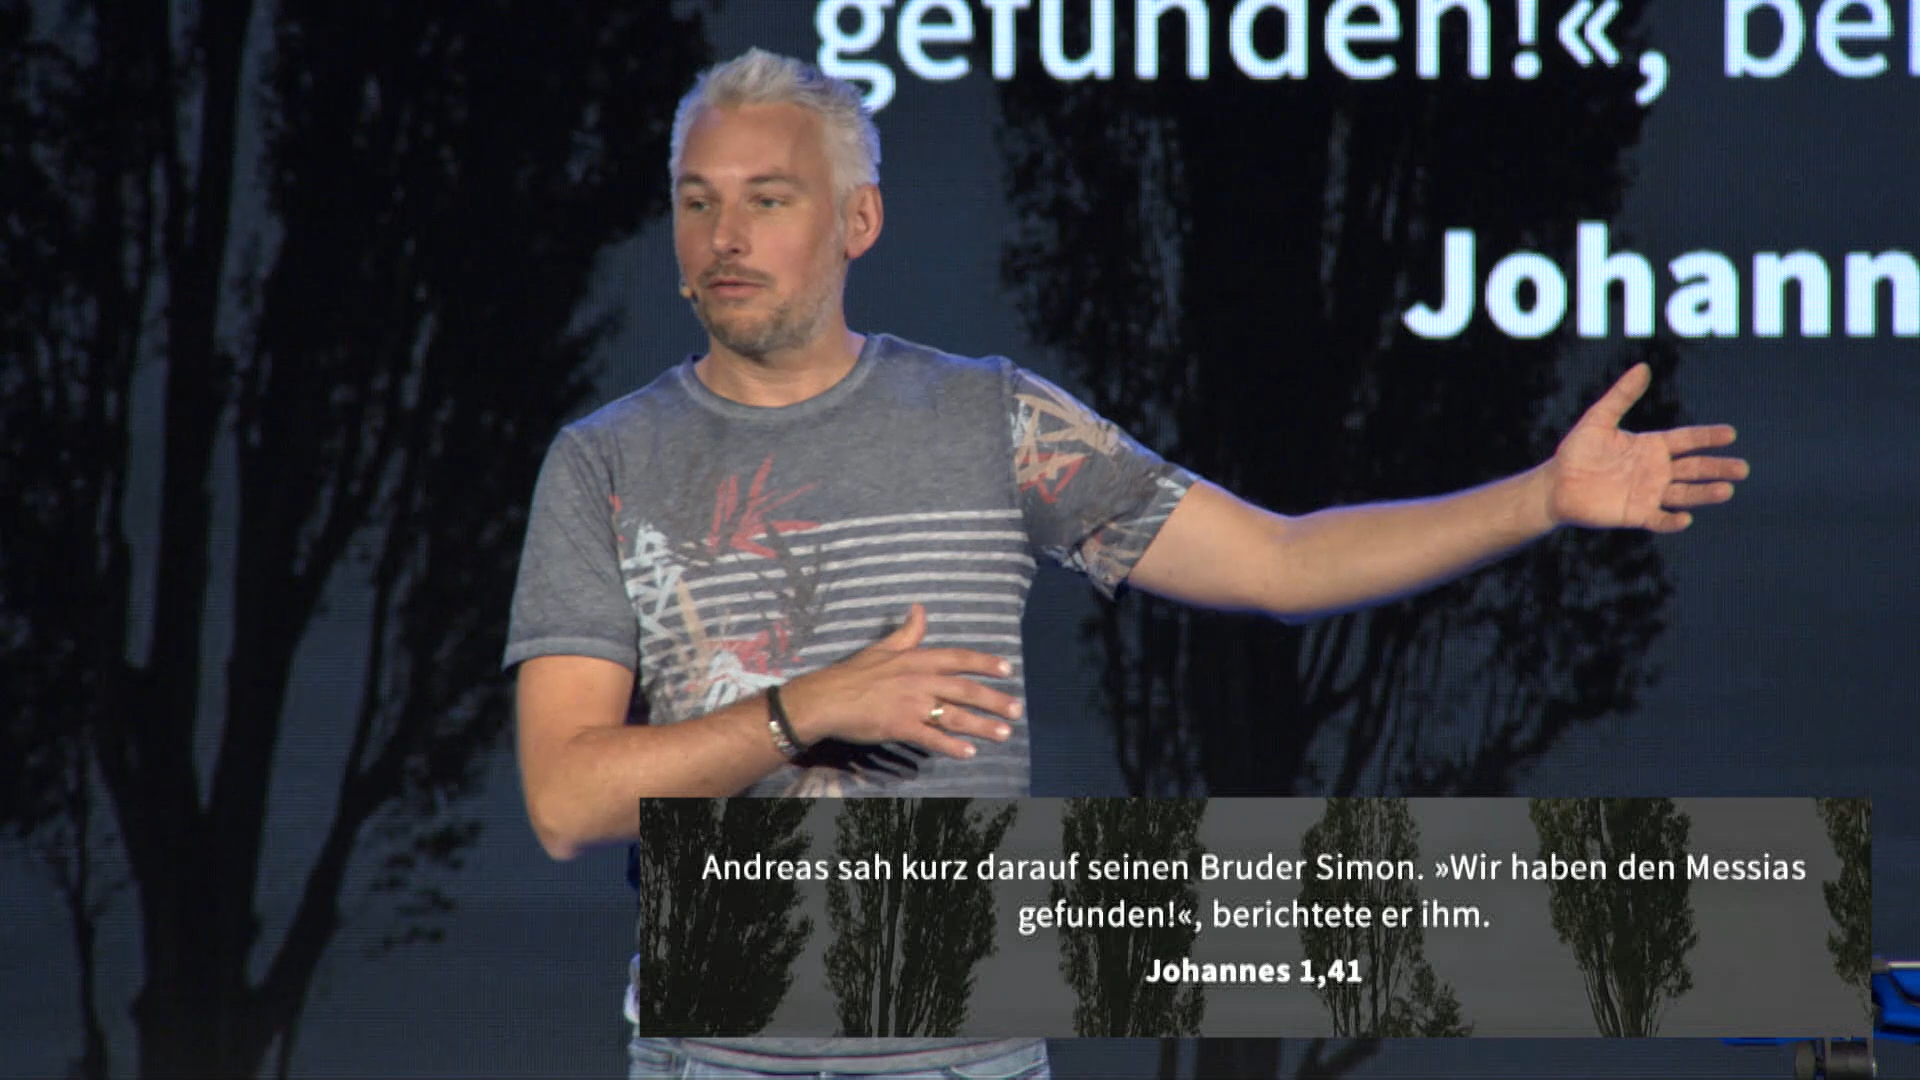 gefunden!«, be
Johann
Andreas sah kurz darauf seinen Bruder Simon. »Wir haben den Messias
gefunden!«, berichtete er ihm.
Johannes 1,41